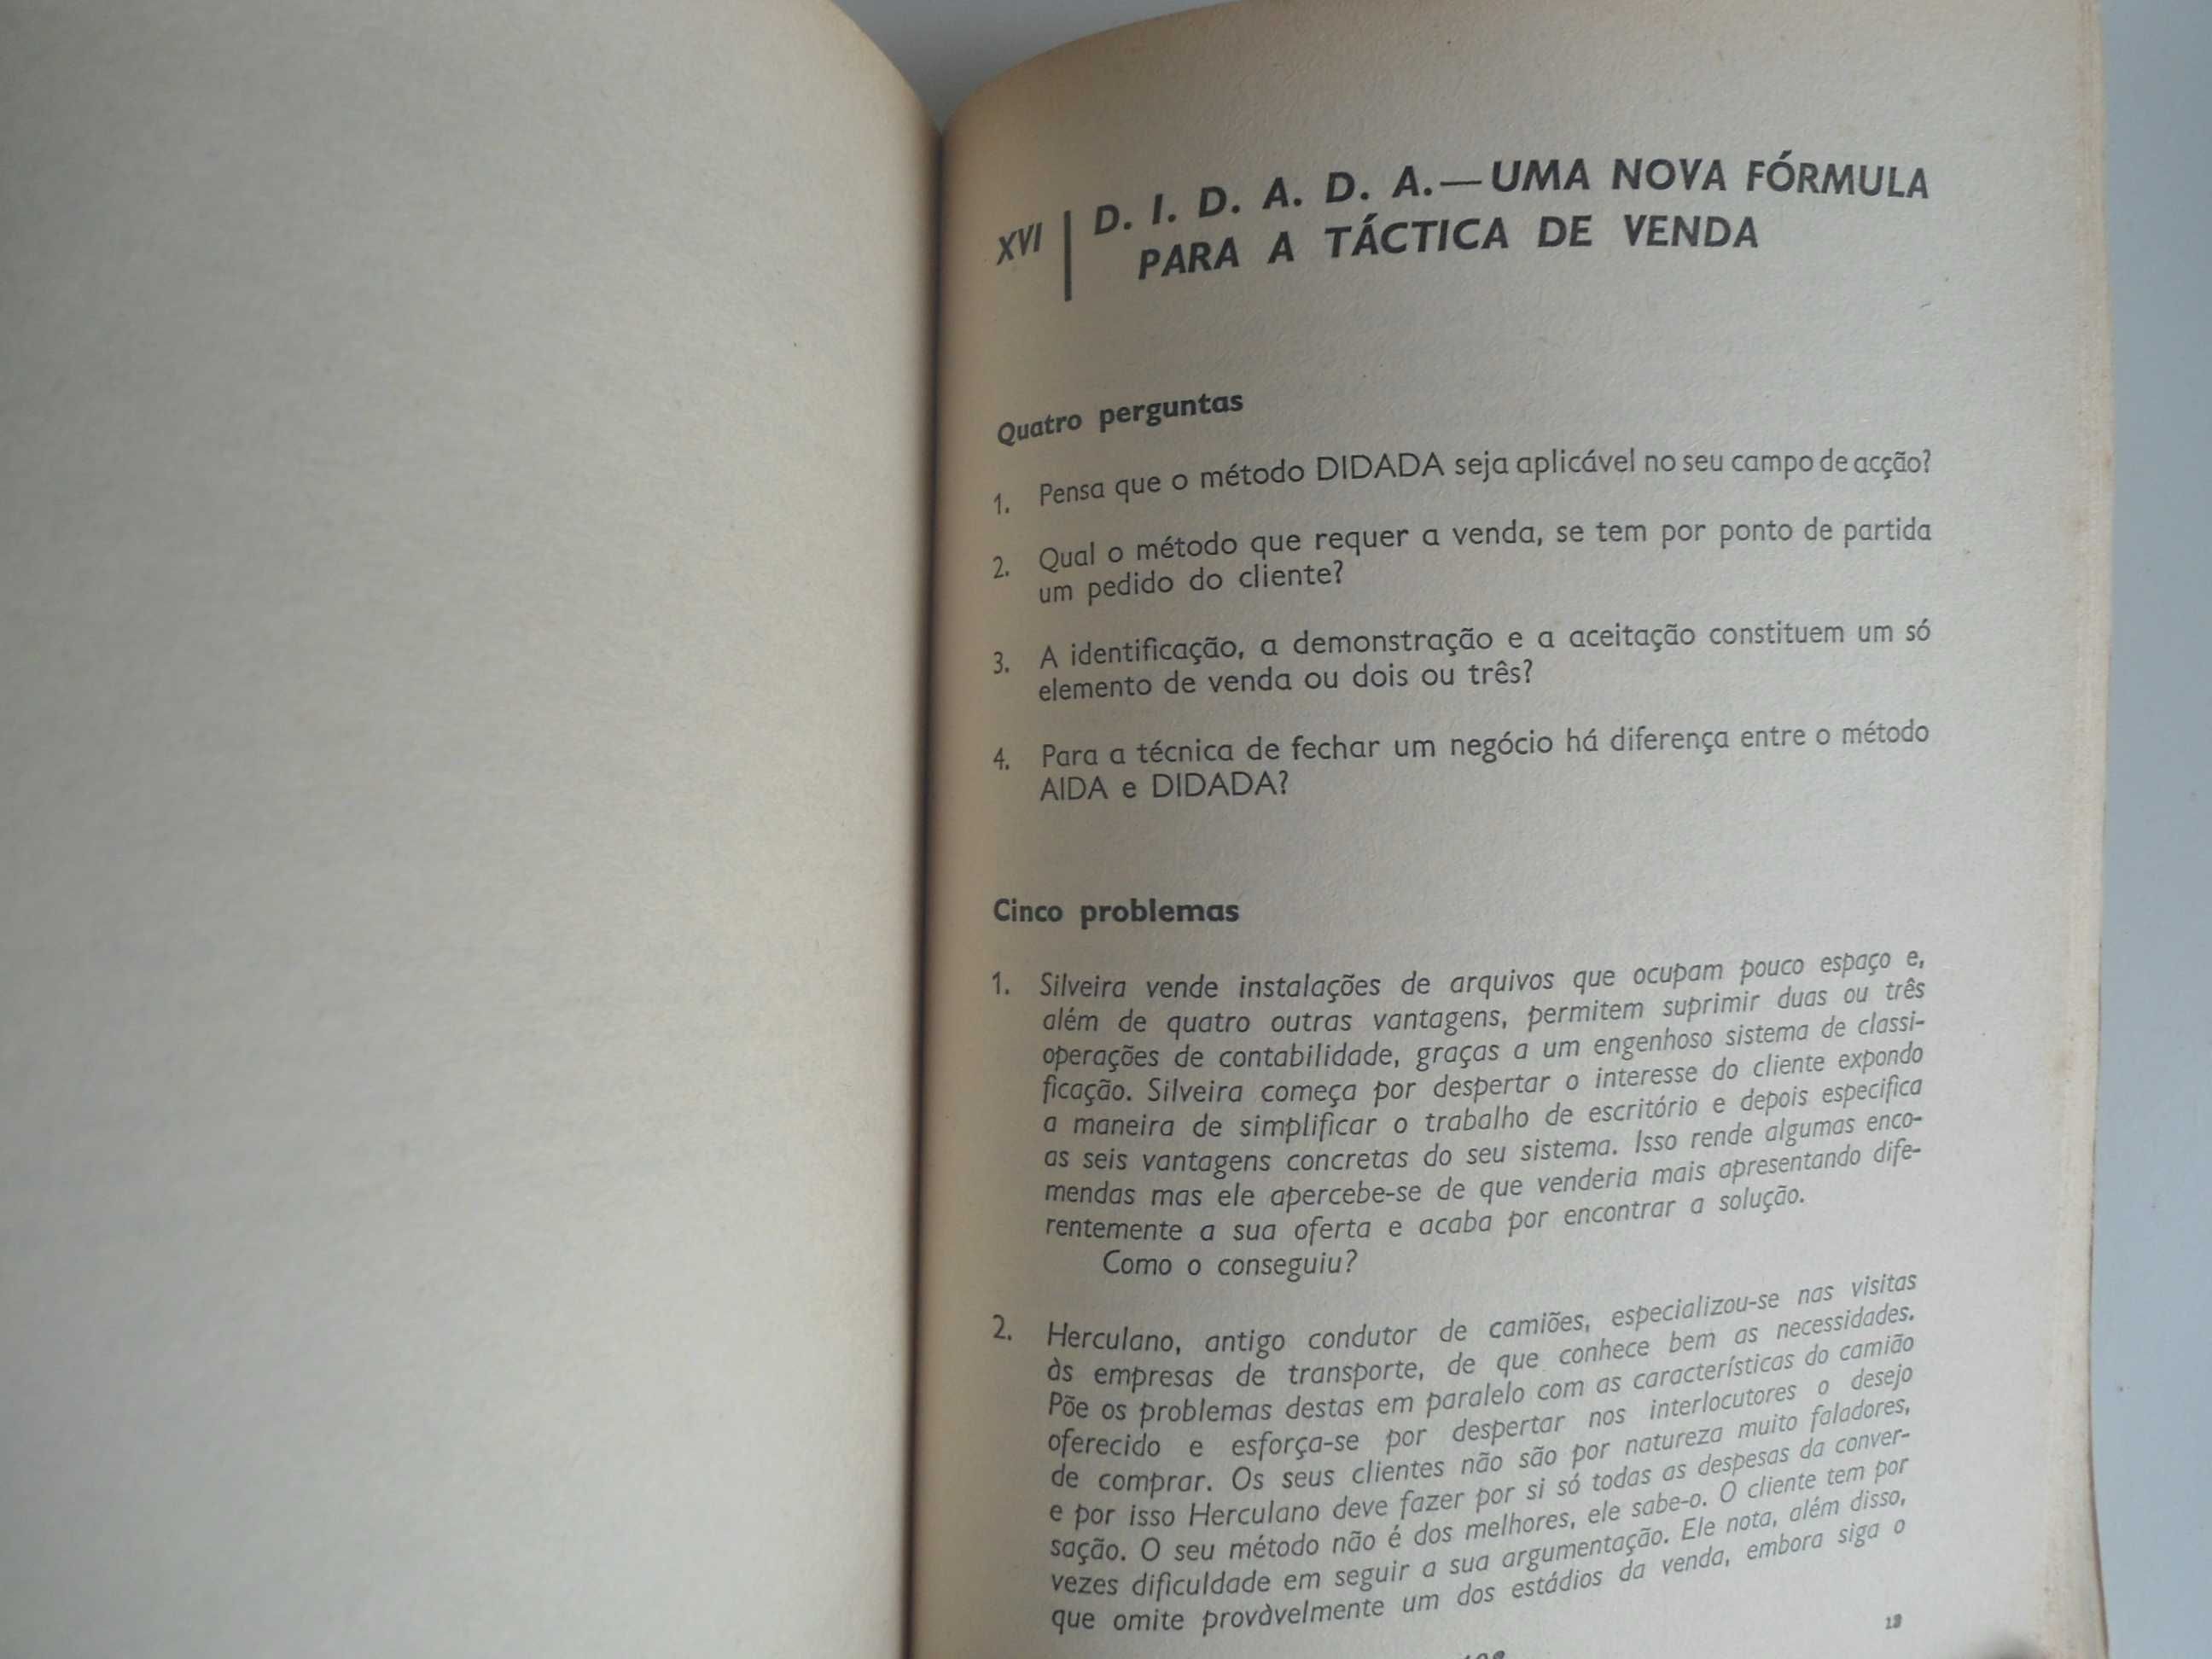 XVI | D. I. D. A. D. A.—UMA NOVA FÓRMULA
PARA A TÁCTICA DE VENDA
Quatro perguntas
1. Pensa que o método DIDADA seja aplicável no seu campo de acção?
2. Qual o método que requer a venda, se tem por ponto de partida
um pedido do cliente?
3. A identificação, a demonstração e a aceitação constituem um só
elemento de venda ou dois ou três?
4. Para a técnica de fechar um negócio há diferença entre o método
AIDA e DIDADA?
Cinco problemas
1. Silveira vende instalações de arquivos que ocupam pouco espaço e,
além de quatro outras vantagens, permitem suprimir duas ou três
operações de contabilidade, graças a um engenhoso sistema de classi-
ficação. Silveira começa por despertar o interesse do cliente expondo
a maneira de simplificar o trabalho de escritório e depois especifica
as seis vantagens concretas do seu sistema. Isso rende algumas enco-
mendas mas ele apercebe-se de que venderia mais apresentando dife-
rentemente a sua oferta e acaba por encontrar a solução.
Como o conseguiu?
2. Herculano, antigo condutor de camiões, especializou-se nas visitas
às empresas de transporte, de que conhece bem as necessidades.
Põe os problemas destas em paralelo com as características do camião
oferecido e esforça-se por despertar nos interlocutores o desejo
de comprar. Os seus clientes não são por natureza muito faladores,
e por isso Herculano deve fazer por si só todas as despesas da conver-
sação. O seu método não é dos melhores, ele sabe-o. O cliente tem por
vezes dificuldade em seguir a sua argumentação. Ele nota, além disso,
que omite provàvelmente um dos estádios da venda, embora siga o